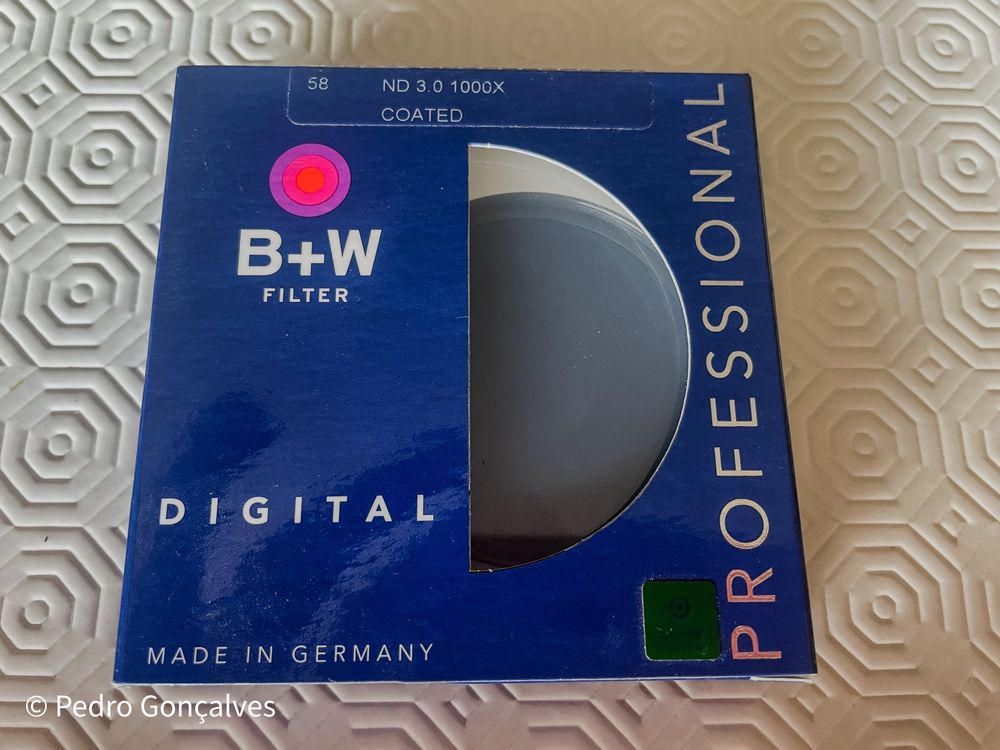 58 ND 3.0 1000X
COATED
B+W
FILTER
DIGITAL
MADE IN GERMANY
PROFESSIONAL
© Pedro Gonçalves